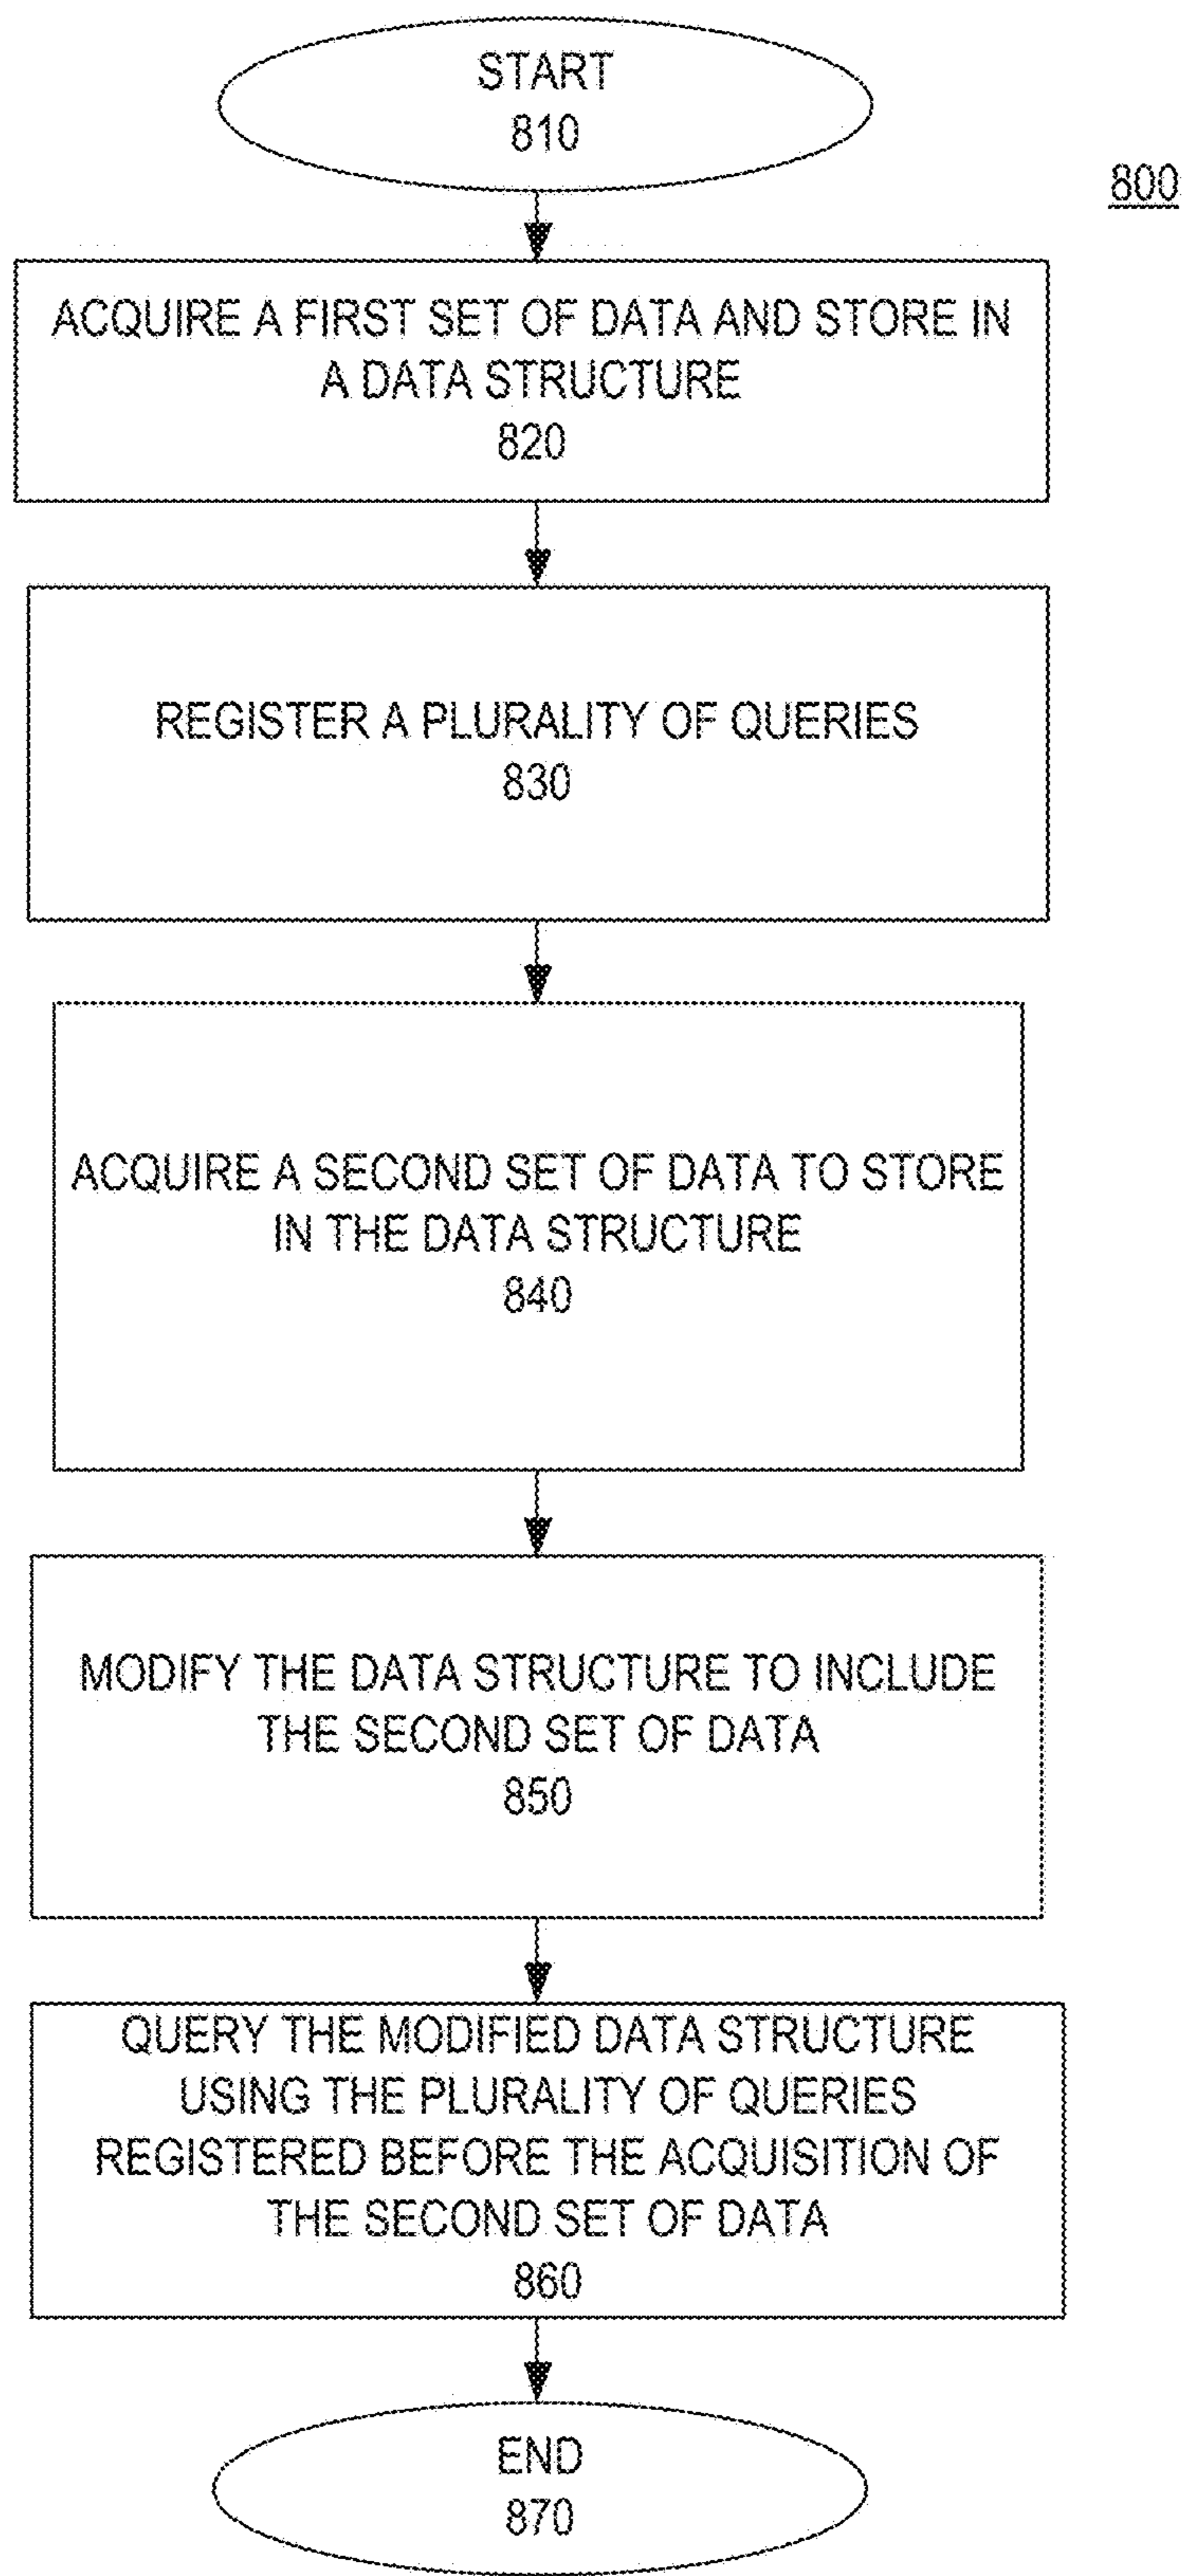 START
810
800
ACQUIRE A FIRST SET OF DATA AND STORE IN
A DATA STRUCTURE
820
REGISTER A PLURALITY OF QUERIES
830
ACQUIRE A SECOND SET OF DATA TO STORE
IN THE DATA STRUCTURE
840
MODIFY THE DATA STRUCTURE TO INCLUDE
THE SECOND SET OF DATA
850
QUERY THE MODIFIED DATA STRUCTURE
USING THE PLURALITY OF QUERIES
REGISTERED BEFORE THE ACQUISITION OF
THE SECOND SET OF DATA
860
END
870